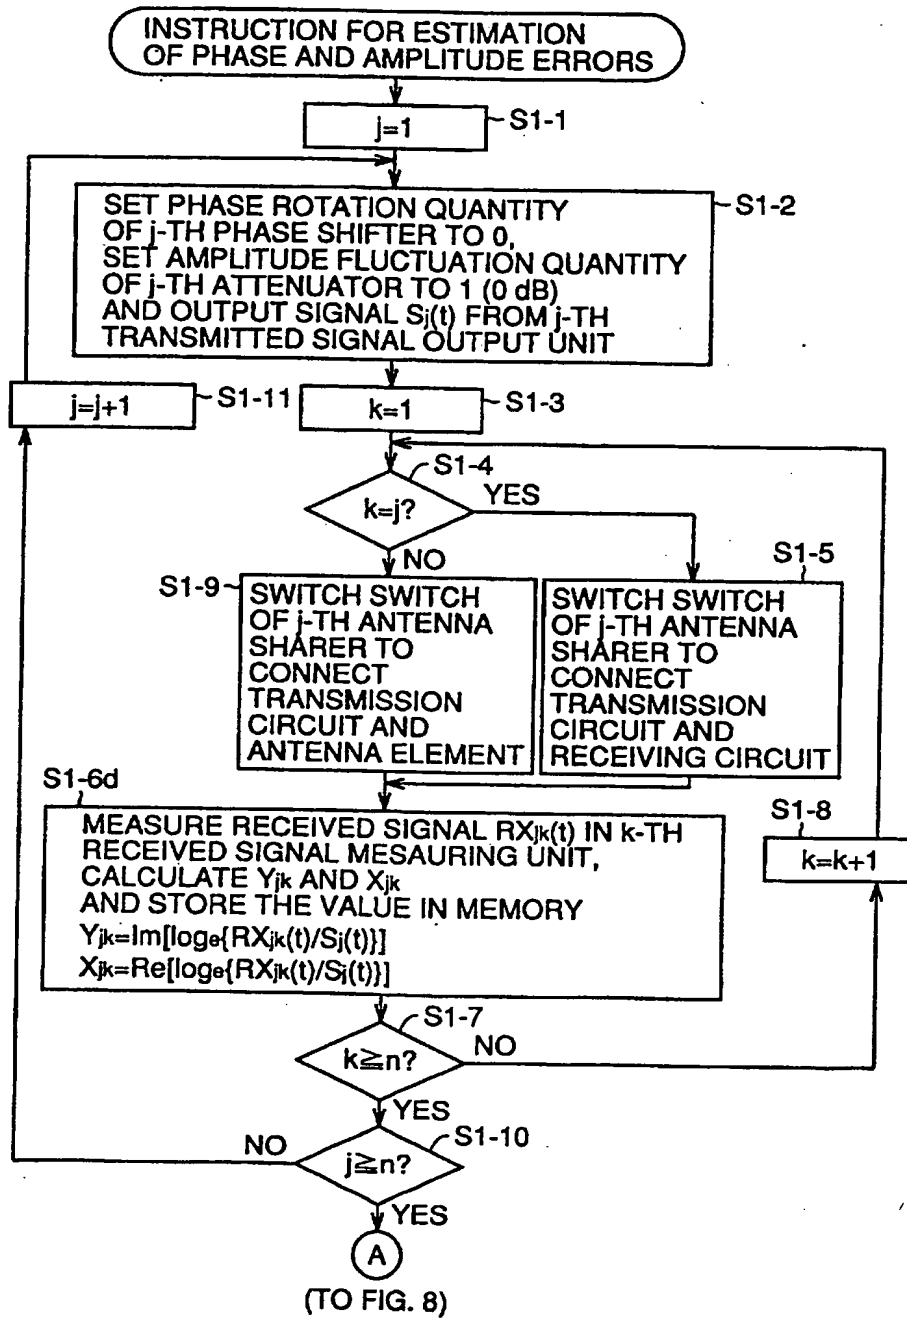 INSTRUCTION FOR ESTIMATION
OF PHASE AND AMPLITUDE ERRORS
j=1
S1-1
S1-2
SET PHASE ROTATION QUANTITY
OF j-TH PHASE SHIFTER TO 0,
SET AMPLITUDE FLUCTUATION QUANTITY
OF j-TH ATTENUATOR TO 1 (0 dB)
AND OUTPUT SIGNAL Sj(t) FROM j-TH
TRANSMITTED SIGNAL OUTPUT UNIT
j=j+1
S1-11
k=1
S1-3
S1-4
k=j?
YES
NO
S1-9
SWITCH SWITCH
OF j-TH ANTENNA
SHARER TO
CONNECT
TRANSMISSION
CIRCUIT AND
ANTENNA ELEMENT
S1-5
SWITCH SWITCH
OF j-TH ANTENNA
SHARER TO
CONNECT
TRANSMISSION
CIRCUIT AND
RECEIVING CIRCUIT
S1-6d
MEASURE RECEIVED SIGNAL RXjk(t) IN k-TH
RECEIVED SIGNAL MESAURING UNIT,
CALCULATE Yjk AND Xjk
AND STORE THE VALUE IN MEMORY
Yjk=Im[loge{RXjk(t)/Sj(t)}]
Xjk=Re[loge{RXjk(t)/Sj(t)}]
S1-8
k=k+1
S1-7
k≧n?
NO
YES
S1-10
j≧n?
NO
YES
A
(TO FIG. 8)